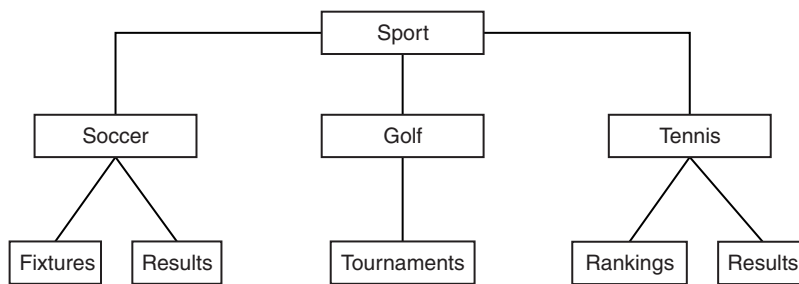 Sport
Soccer
Golf
Tennis
Fixtures
Results
Tournaments
Rankings
Results